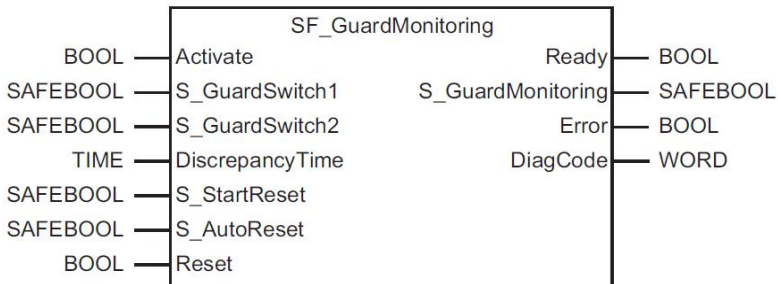 SF_GuardMonitoring
BOOL Activate Ready BOOL
SAFEBOOL S_GuardSwitch1 S_GuardMonitoring SAFEBOOL
SAFEBOOL S_GuardSwitch2 Error BOOL
TIME DiscrepancyTime DiagCode WORD
SAFEBOOL S_StartReset
SAFEBOOL S_AutoReset
BOOL Reset